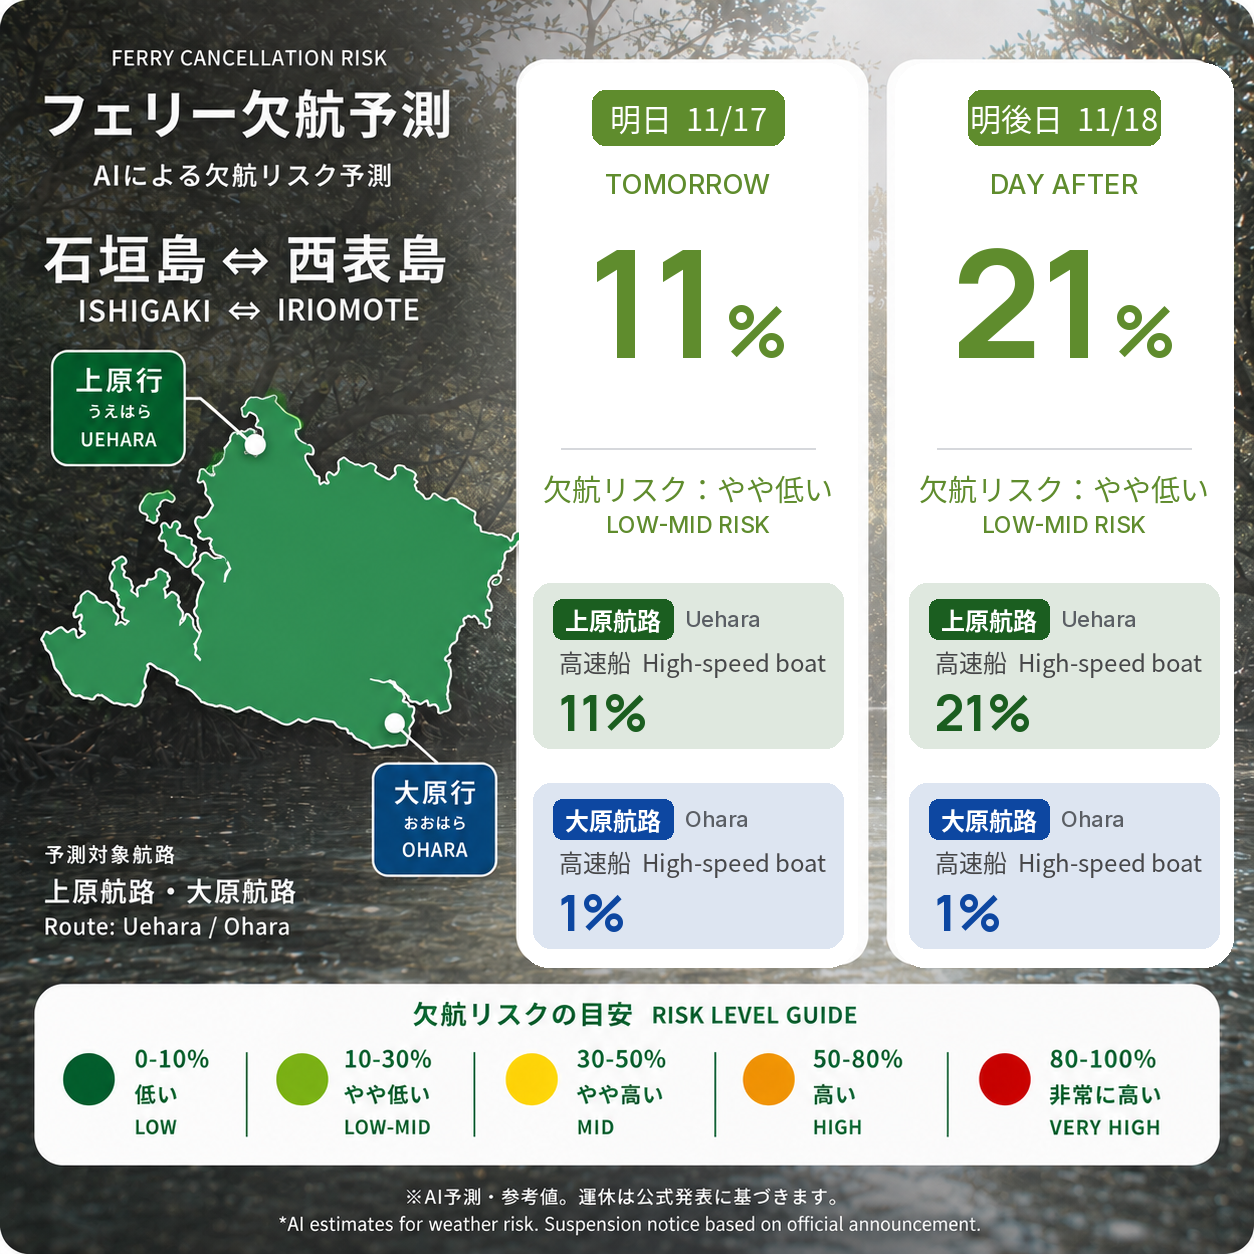 FERRY CANCELLATION RISK
フェリー欠航予測
AIによる欠航リスク予測
石垣島 ⇔ 西表島
ISHIGAKI ⇔ IRIOMOTE
上原行
うえはら
UEHARA
大原行
おおはら
OHARA
予測対象航路
上原航路・大原航路
Route: Uehara / Ohara
明日 11/17
TOMORROW
11%
欠航リスク：やや低い
LOW-MID RISK
上原航路 Uehara
高速船 High-speed boat
11%
大原航路 Ohara
高速船 High-speed boat
1%
明後日 11/18
DAY AFTER
21%
欠航リスク：やや低い
LOW-MID RISK
上原航路 Uehara
高速船 High-speed boat
21%
大原航路 Ohara
高速船 High-speed boat
1%
欠航リスクの目安 RISK LEVEL GUIDE
0-10%
低い
LOW
10-30%
やや低い
LOW-MID
30-50%
やや高い
MID
50-80%
高い
HIGH
80-100%
非常に高い
VERY HIGH
※AI予測・参考値。運休は公式発表に基づきます。
*AI estimates for weather risk. Suspension notice based on official announcement.